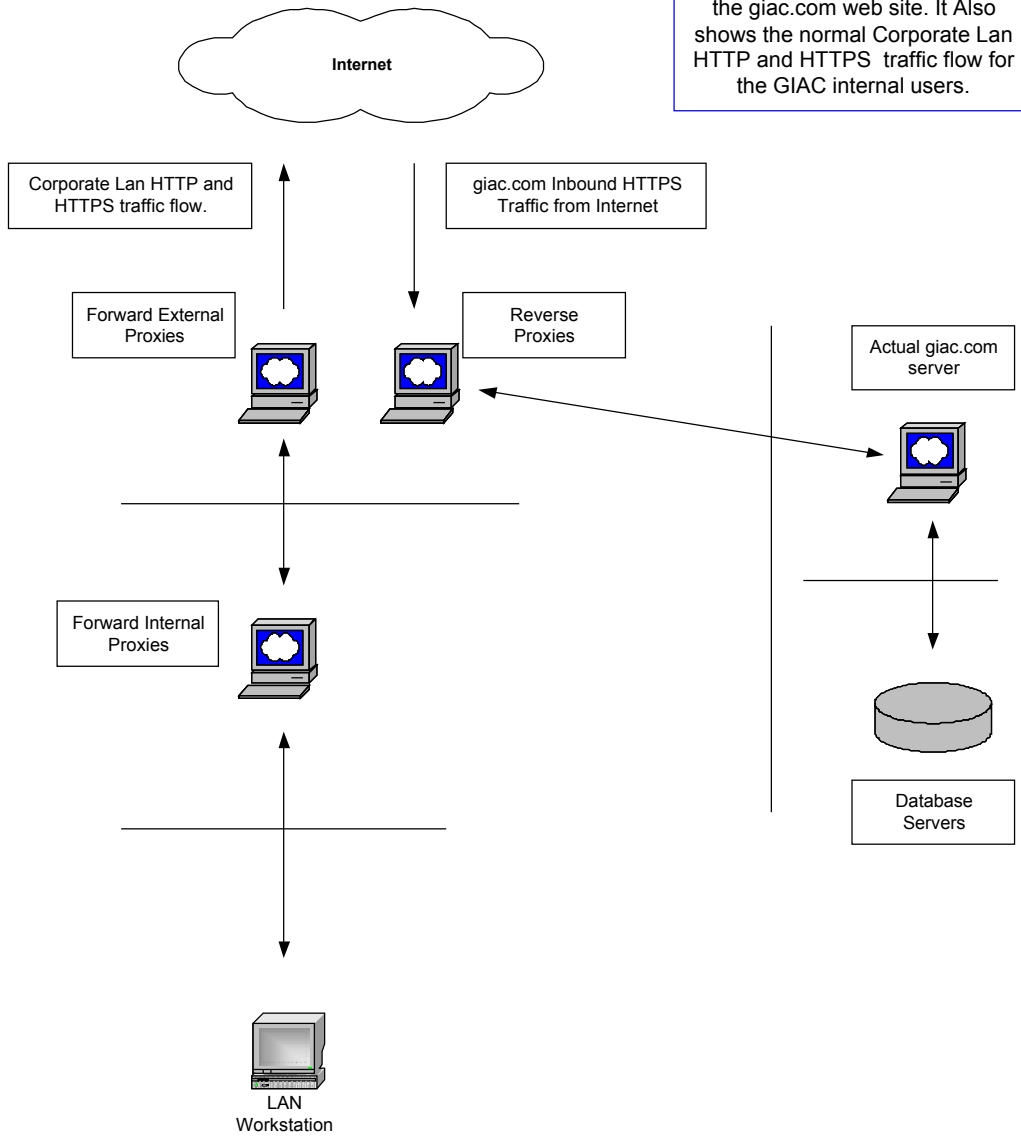 the giac.com web site. It Also
shows the normal Corporate Lan
HTTP and HTTPS traffic flow for
the GIAC internal users.
Internet
Corporate Lan HTTP and
HTTPS traffic flow.
giac.com Inbound HTTPS
Traffic from Internet
Forward External
Proxies
Reverse
Proxies
Actual giac.com
server
Forward Internal
Proxies
Database
Servers
LAN
Workstation